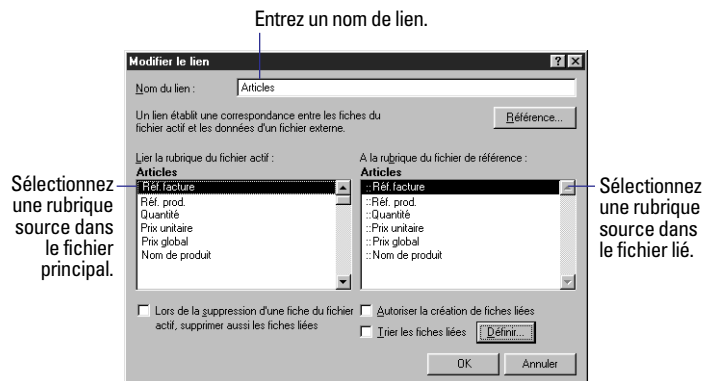 Entrez un nom de lien.
Modifier le lien
Nom du lien :
Articles
Un lien établit une correspondance entre les fiches du
fichier actif et les données d'un fichier externe.
Référence...
Lier la rubrique du fichier actif :
Articles
Réf. facture
Réf. prod.
Quantité
Prix unitaire
Prix global
Nom de produit
A la rubrique du fichier de référence :
Articles
::Réf. facture
::Réf. prod.
::Quantité
::Prix unitaire
::Prix global
::Nom de produit
Sélectionnez
une rubrique
source dans
le fichier
principal.
Sélectionnez
une rubrique
source dans
le fichier lié.
Lors de la suppression d'une fiche du fichier
actif, supprimer aussi les fiches liées
Autoriser la création de fiches liées
Trier les fiches liées
Définir...
OK
Annuler